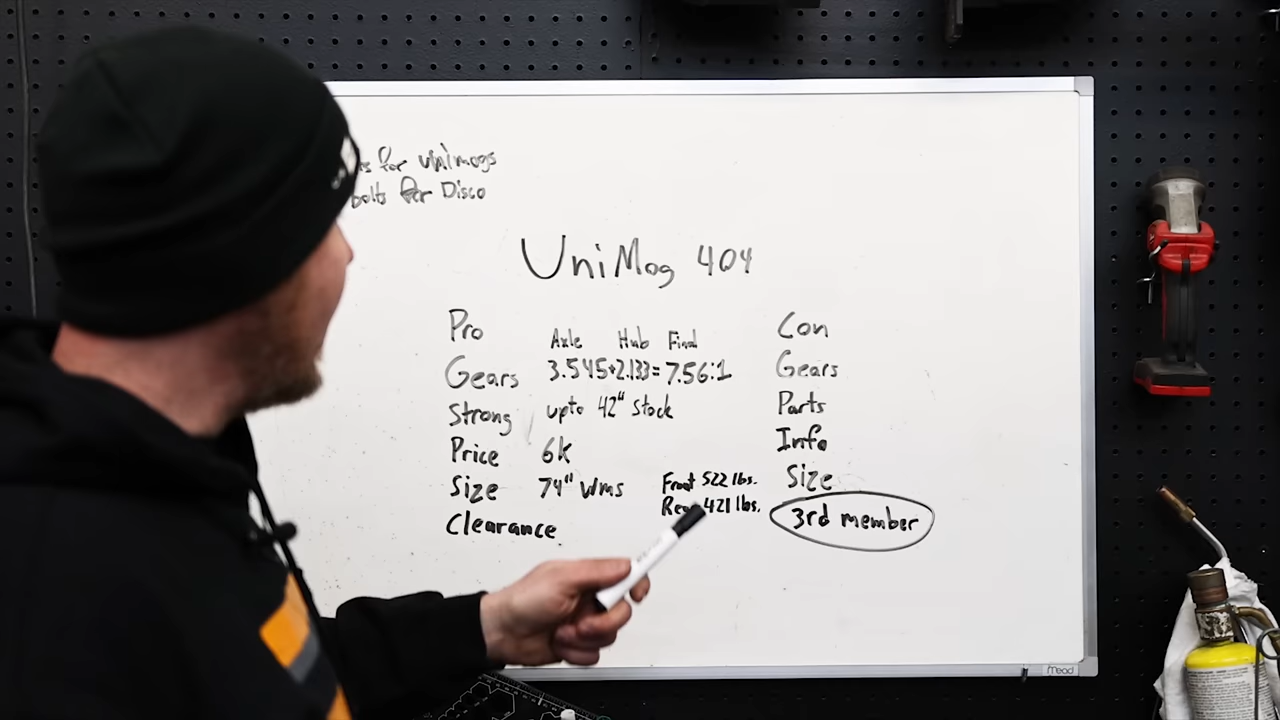 for unimogs
bolts for Disco
UniMog 404
Pro
Axle Hub Final
Gears 3.545+2.133=7.56:1
Strong upto 42" Stock
Price 6k
Size 74" Wms
Front 522 lbs.
421 lbs.
Clearance
Con
Gears
Parts
Info
Size
3rd member
Mead